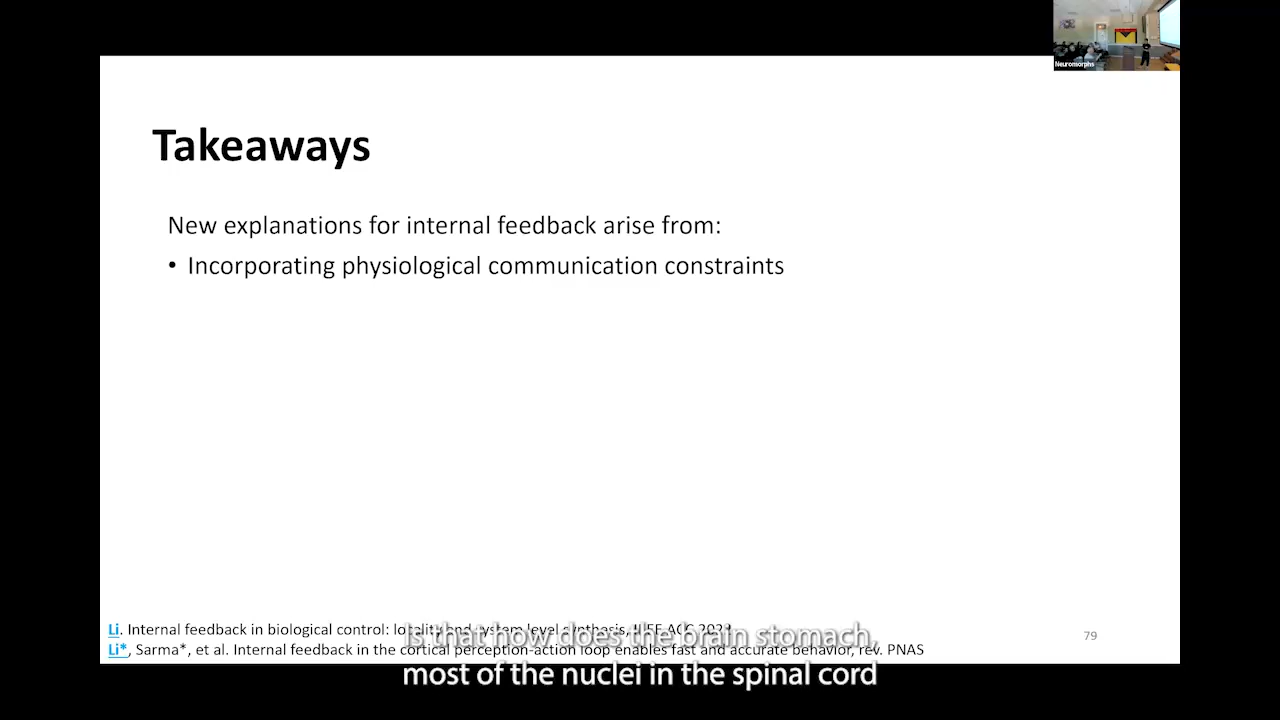 Neuromorphs
Takeaways
New explanations for internal feedback arise from:
• Incorporating physiological communication constraints
Li. Internal feedback in biological control: locality and system level synthesis, IEEE ACC 2022
Li*, Sarma*, et al. Internal feedback in the cortical perception-action loop enables fast and accurate behavior, rev. PNAS
79
Is that how does the brain stomach,
most of the nuclei in the spinal cord